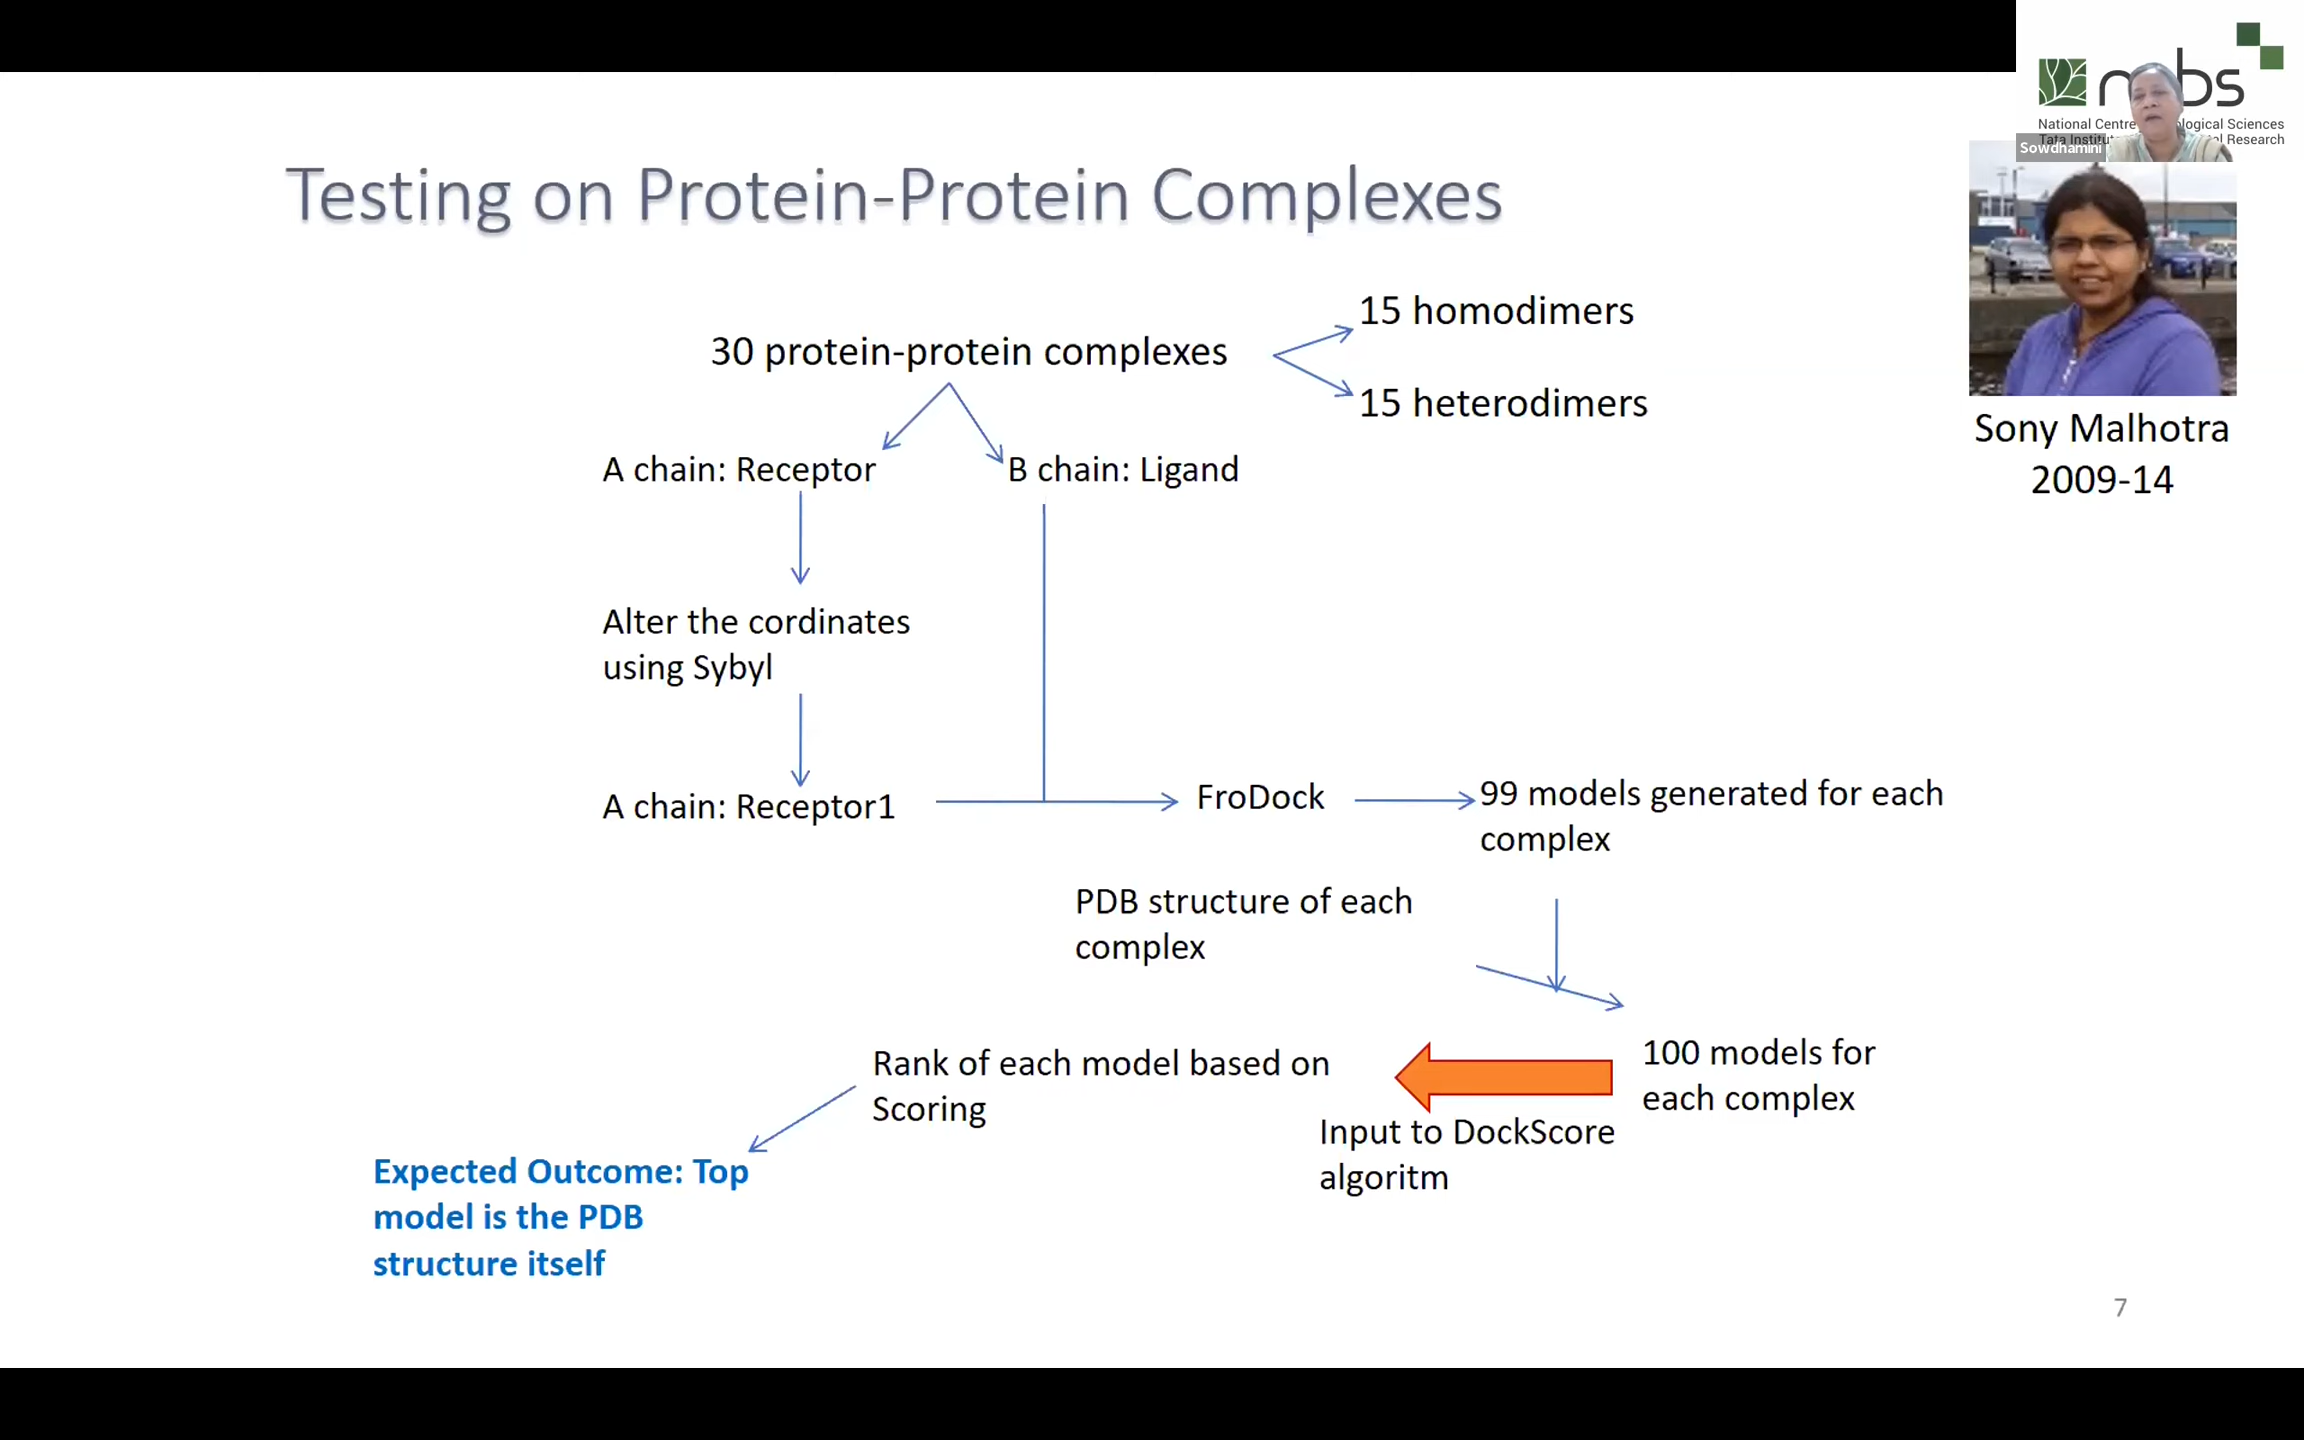 ncbs
National Centre logical Sciences
Tata Research
Sowdhamini
Testing on Protein-Protein Complexes
Sony Malhotra
2009-14
30 protein-protein complexes
15 homodimers
15 heterodimers
A chain: Receptor
B chain: Ligand
Alter the cordinates
using Sybyl
A chain: Receptor1
FroDock
99 models generated for each
complex
PDB structure of each
complex
100 models for
each complex
Input to DockScore
algoritm
Rank of each model based on
Scoring
Expected Outcome: Top
model is the PDB
structure itself
7